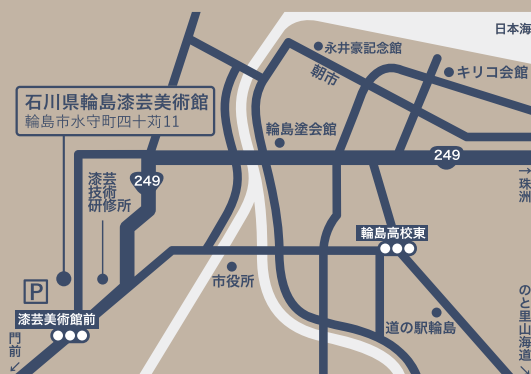 日本海
永井豪記念館
朝市
キリコ会館
石川県輪島漆芸美術館
輪島市水守町四十苅11
輪島塗会館
249
→珠洲
漆芸
技術
研修所
249
輪島高校東
市役所
P
漆芸美術館前
道の駅輪島
のと里山海道↘
門前↙